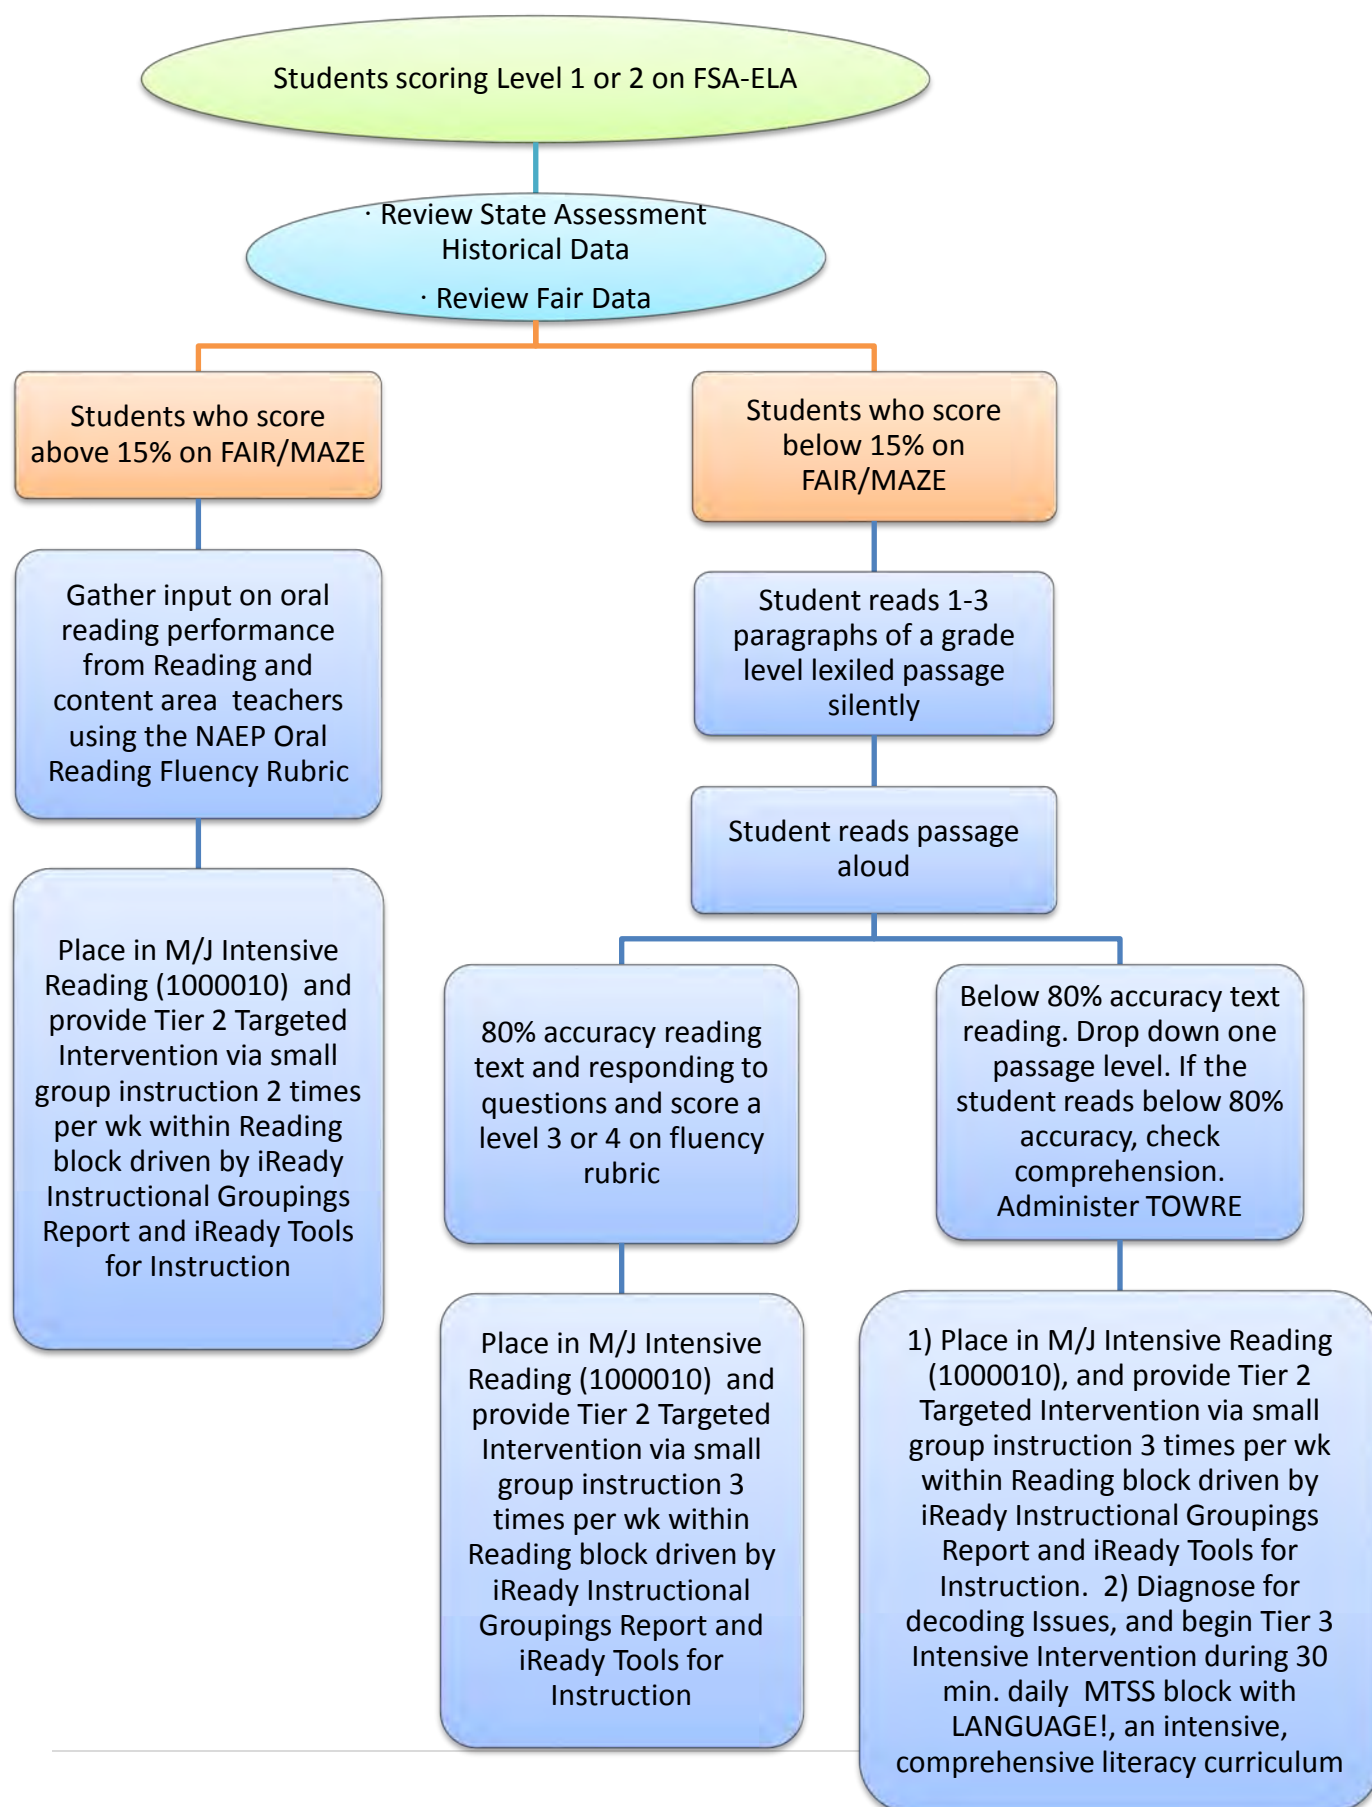 Students scoring Level 1 or 2 on FSA-ELA
· Review State Assessment
Historical Data
· Review Fair Data
Students who score
above 15% on FAIR/MAZE
Students who score
below 15% on
FAIR/MAZE
Gather input on oral
reading performance
from Reading and
content area  teachers
using the NAEP Oral
Reading Fluency Rubric
Student reads 1-3
paragraphs of a grade
level lexiled passage
silently
Student reads passage
aloud
Place in M/J Intensive
Reading (1000010)  and
provide Tier 2 Targeted
Intervention via small
group instruction 2 times
per wk within Reading
block driven by iReady
Instructional Groupings
Report and iReady Tools
for Instruction
80% accuracy reading
text and responding to
questions and score a
level 3 or 4 on fluency
rubric
Below 80% accuracy text
reading. Drop down one
passage level. If the
student reads below 80%
accuracy, check
comprehension.
Administer TOWRE
Place in M/J Intensive
Reading (1000010)  and
provide Tier 2 Targeted
Intervention via small
group instruction 3
times per wk within
Reading block driven by
iReady Instructional
Groupings Report and
iReady Tools for
Instruction
1) Place in M/J Intensive Reading
(1000010), and provide Tier 2
Targeted Intervention via small
group instruction 3 times per wk
within Reading block driven by
iReady Instructional Groupings
Report and iReady Tools for
Instruction.  2) Diagnose for
decoding Issues, and begin Tier 3
Intensive Intervention during 30
min. daily  MTSS block with
LANGUAGE!, an intensive,
comprehensive literacy curriculum